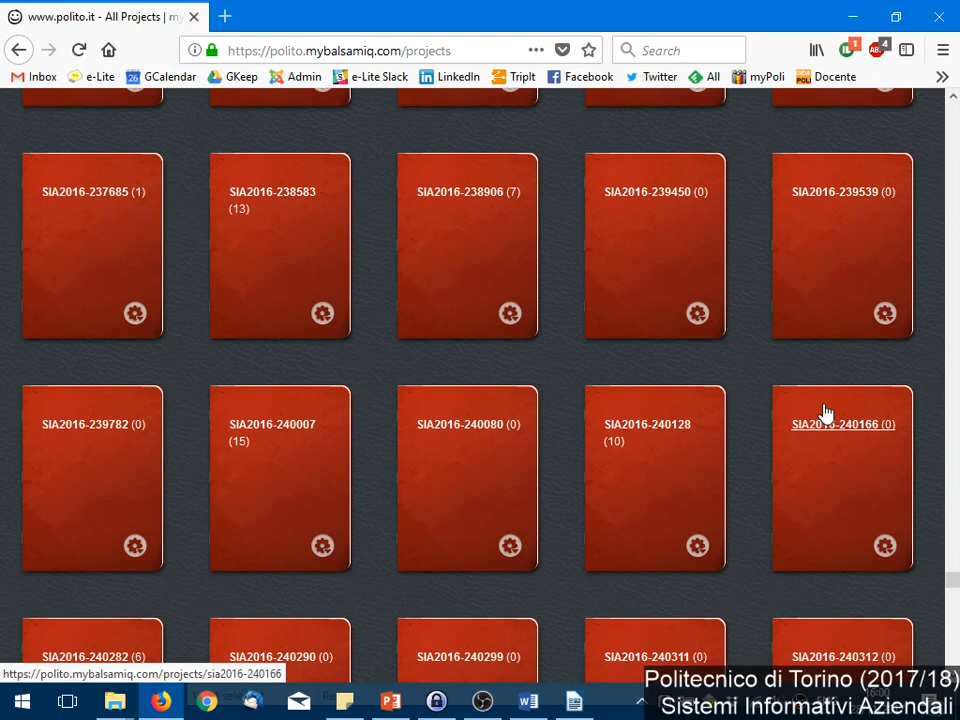 www.polito.it - All Projects | my
https://polito.mybalsamiq.com/projects
Search
1
4
Inbox
e-Lite
26
GCalendar
GKeep
Admin
e-Lite Slack
LinkedIn
TripIt
Facebook
Twitter
All
myPoli
Docente
SIA2016-237685 (1)
SIA2016-238583
(13)
SIA2016-238906 (7)
SIA2016-239450 (0)
SIA2016-239539 (0)
SIA2016-239782 (0)
SIA2016-240007
(15)
SIA2016-240080 (0)
SIA2016-240128
(10)
SIA2016-240166 (0)
SIA2016-240282 (6)
SIA2016-240290 (0)
SIA2016-240299 (0)
SIA2016-240311 (0)
SIA2016-240312 (0)
https://polito.mybalsamiq.com/projects/sia2016-240166
Politecnico di Torino (2017/18)
Sistemi Informativi Aziendali